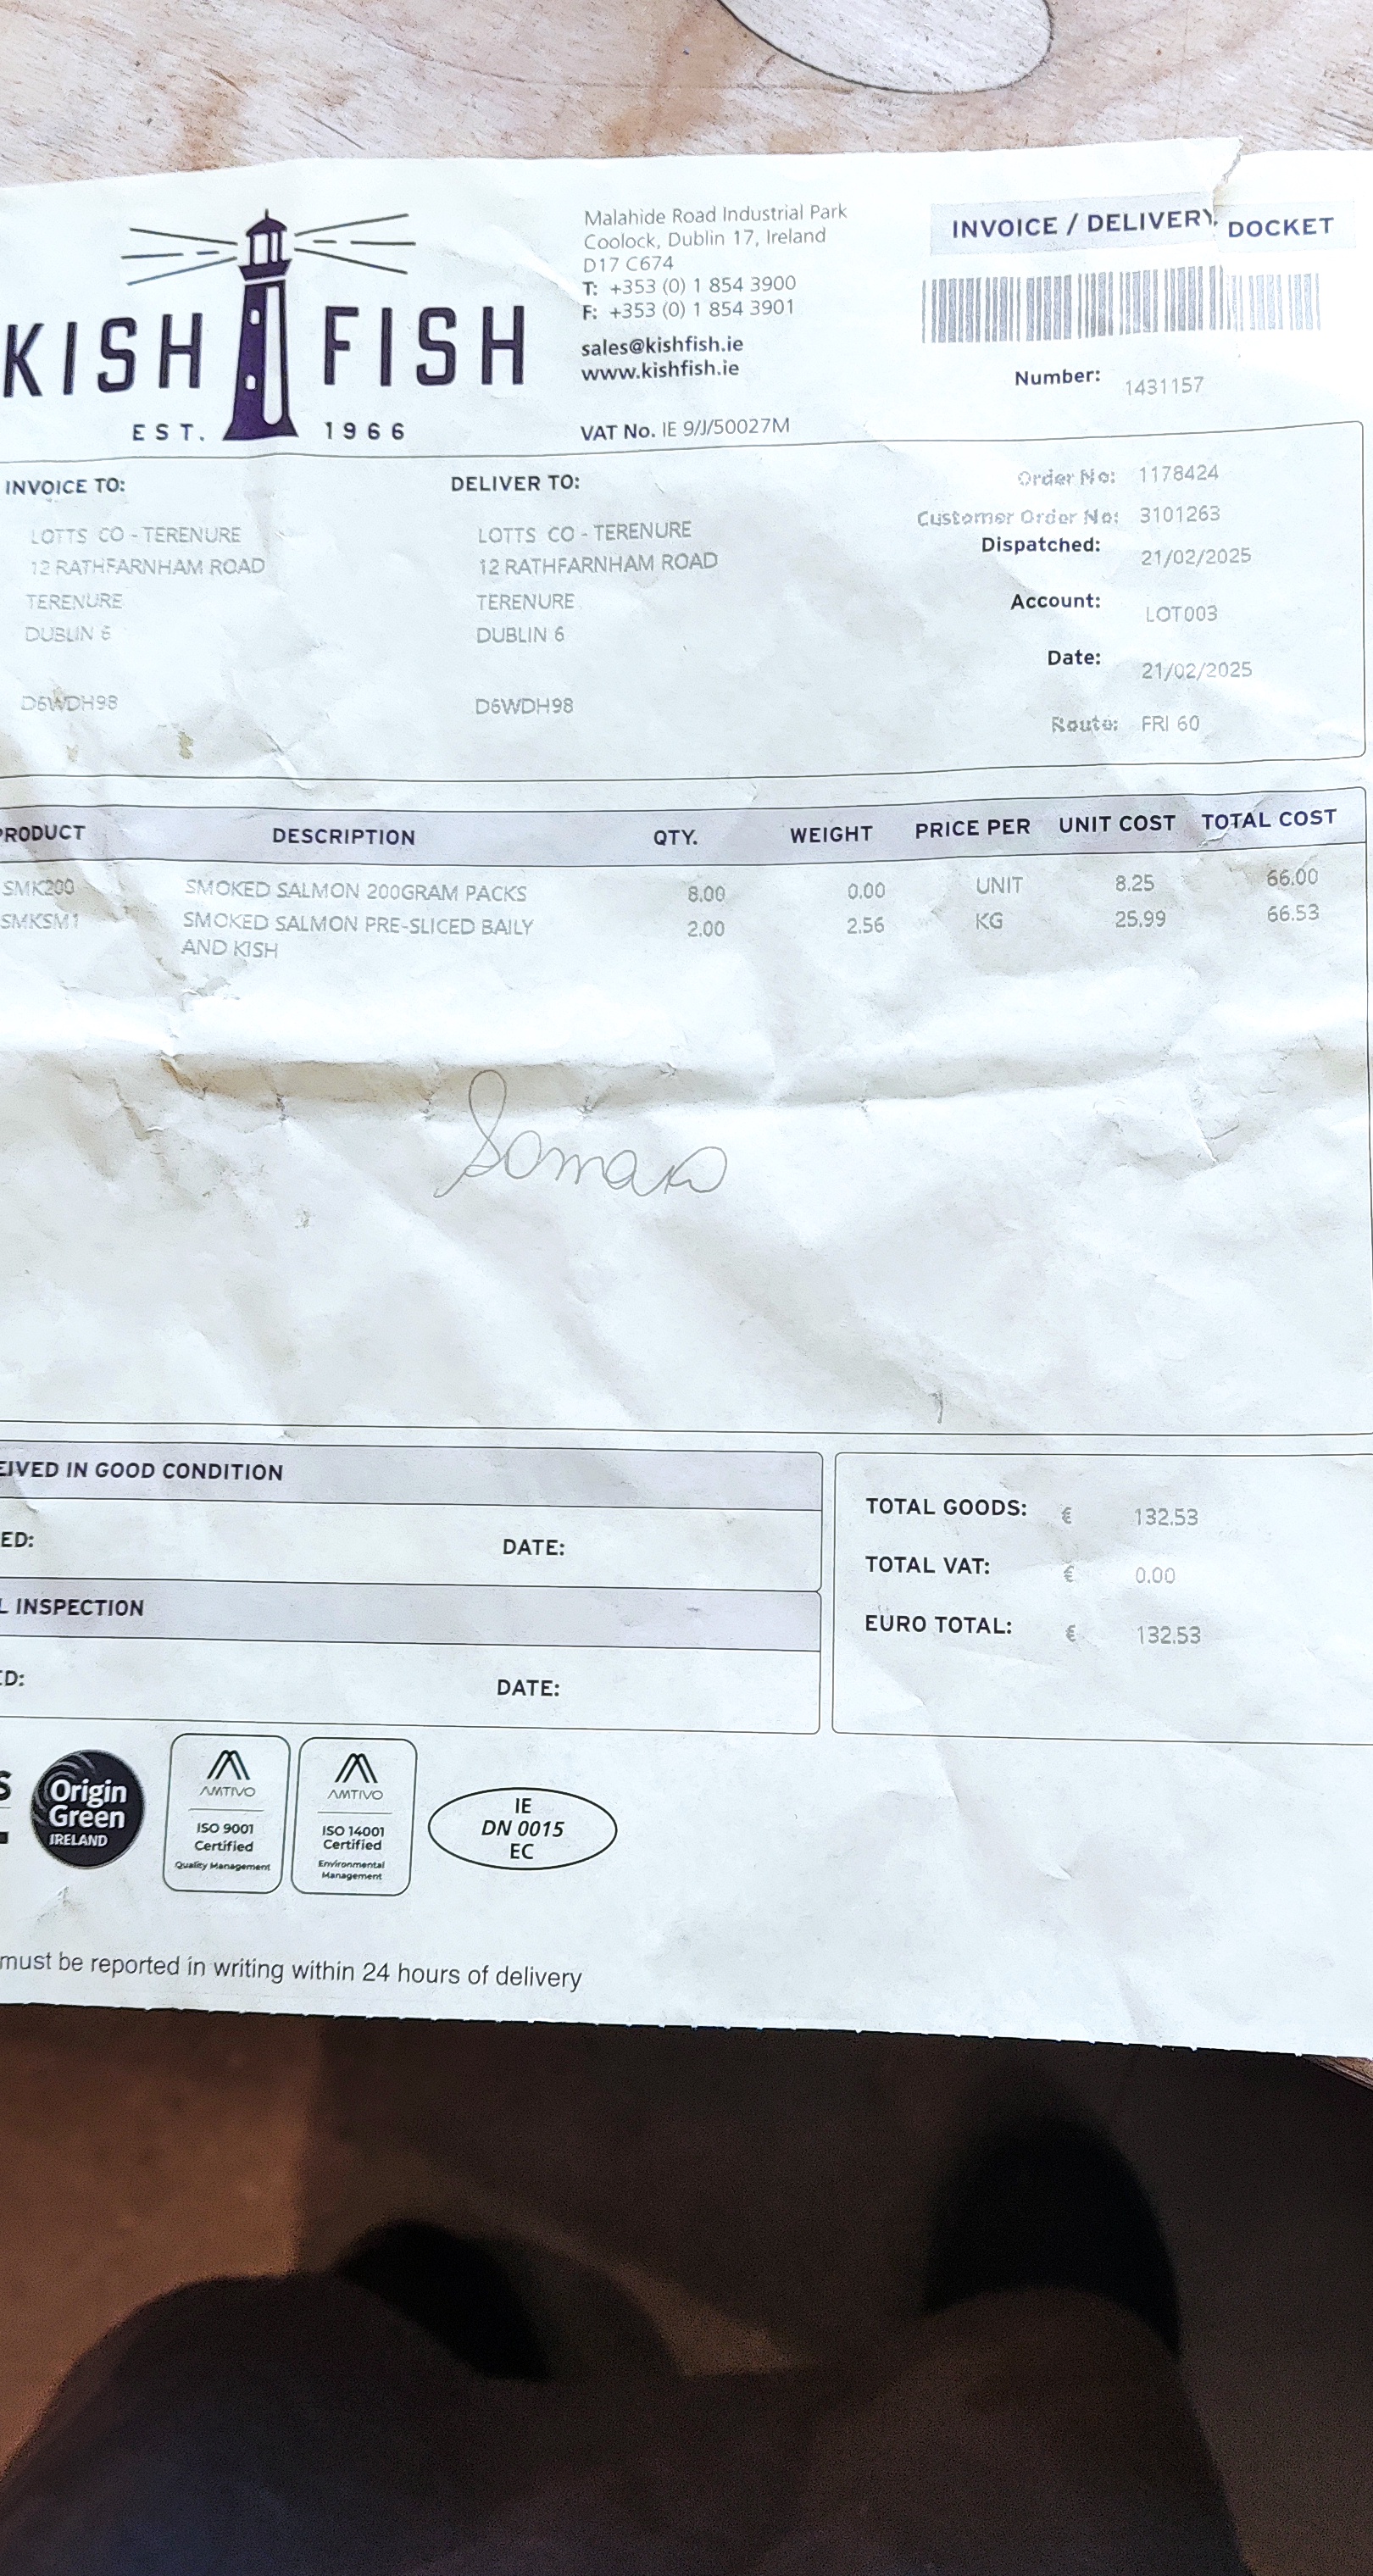 KISH FISH
EST. 1966
Malahide Road Industrial Park
Coolock, Dublin 17, Ireland
D17 C674
T: +353 (0) 1 854 3900
F: +353 (0) 1 854 3901
sales@kishfish.ie
www.kishfish.ie
VAT No. IE 9/J/50027M
INVOICE / DELIVERY DOCKET
Number: 1431157
INVOICE TO:
LOTTS CO - TERENURE
12 RATHFARNHAM ROAD
TERENURE
DUBLIN 6
D6WDH98
DELIVER TO:
LOTTS CO - TERENURE
12 RATHFARNHAM ROAD
TERENURE
DUBLIN 6
D6WDH98
Order No: 1178424
Customer Order No: 3101263
Dispatched: 21/02/2025
Account: LOT003
Date: 21/02/2025
Route: FRI 60
PRODUCT DESCRIPTION QTY. WEIGHT PRICE PER UNIT COST TOTAL COST
SMK200 SMOKED SALMON 200GRAM PACKS 8.00 0.00 UNIT 8.25 66.00
SMKSM1 SMOKED SALMON PRE-SLICED BAILY 2.00 2.56 KG 25.99 66.53
AND KISH
EIVED IN GOOD CONDITION
ED: DATE:
L INSPECTION
ED: DATE:
TOTAL GOODS: € 132.53
TOTAL VAT: € 0.00
EURO TOTAL: € 132.53
S
Origin
Green
IRELAND
AMTIVO
ISO 9001
Certified
Quality Management
AMTIVO
ISO 14001
Certified
Environmental
Management
IE
DN 0015
EC
must be reported in writing within 24 hours of delivery